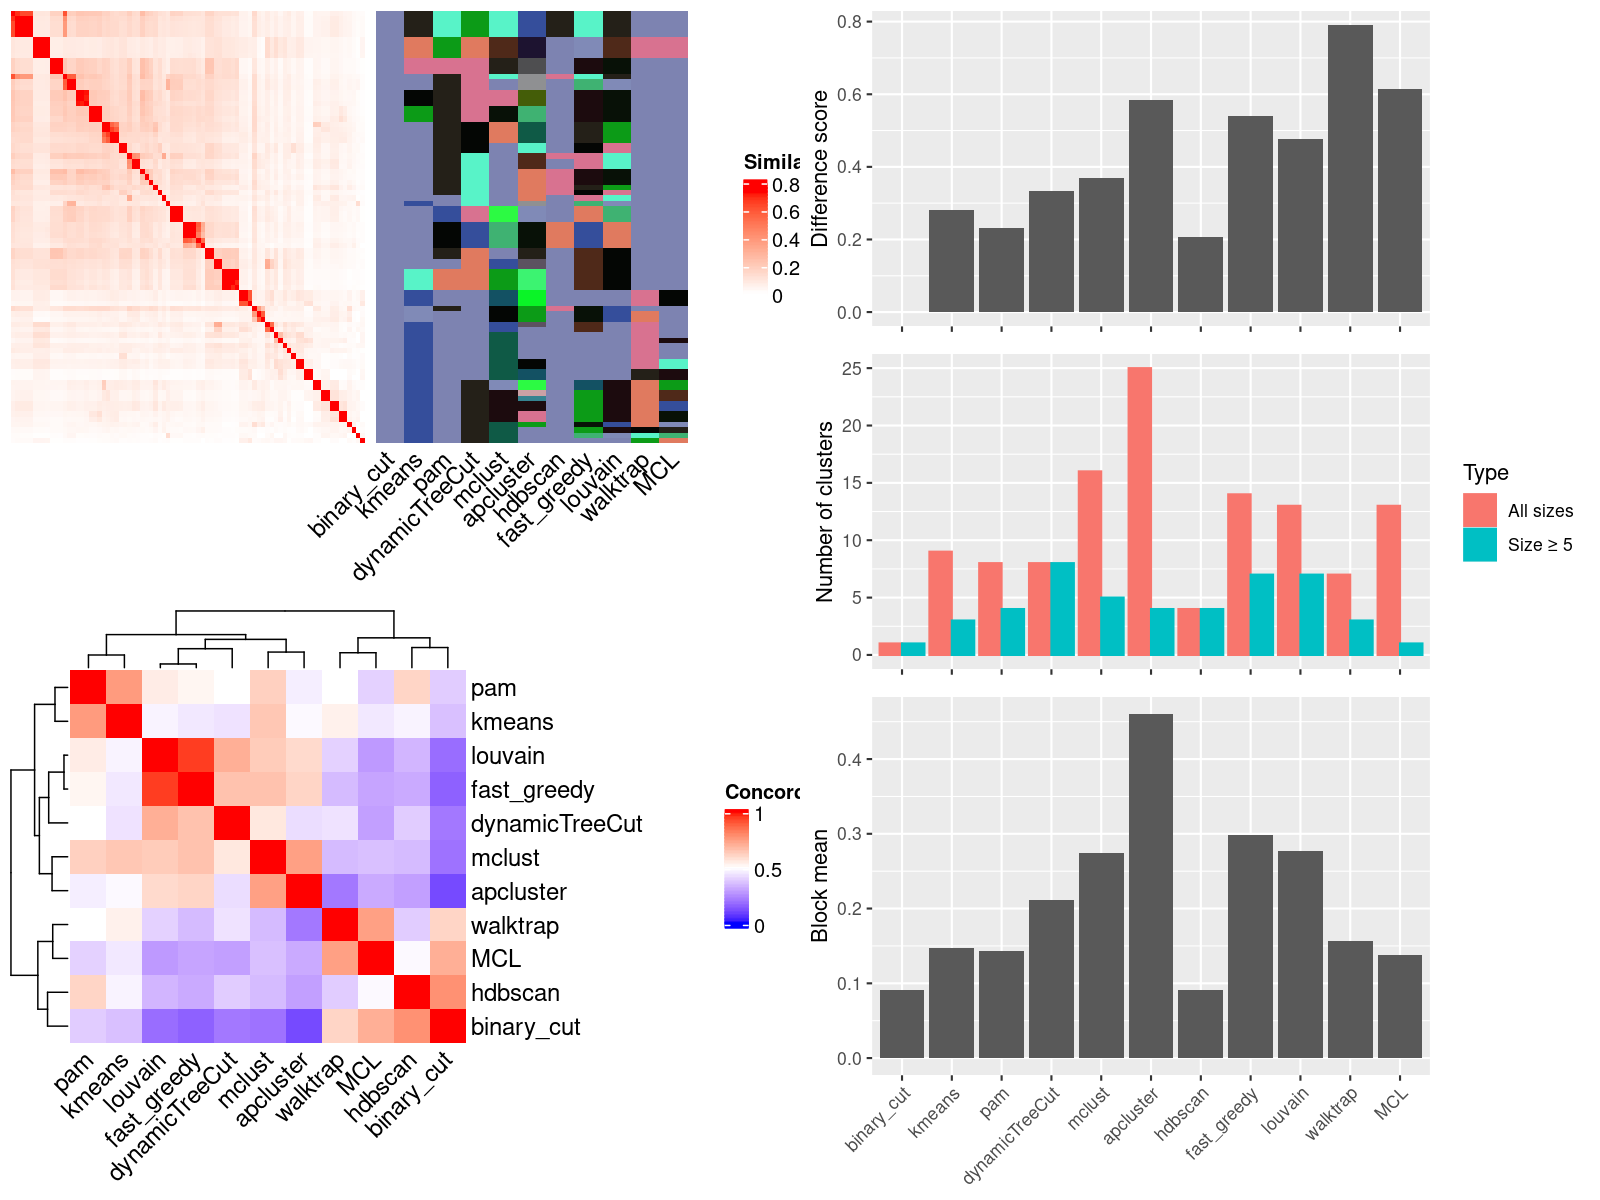 Simila
0.8
0.6
0.4
0.2
0
binary_cut
kmeans
pam
dynamicTreeCut
mclust
apcluster
hdbscan
fast_greedy
louvain
walktrap
MCL
pam
kmeans
louvain
fast_greedy
dynamicTreeCut
mclust
apcluster
walktrap
MCL
hdbscan
binary_cut
pam
kmeans
louvain
fast_greedy
dynamicTreeCut
mclust
apcluster
walktrap
MCL
hdbscan
binary_cut
Concord
1
0.5
0
Difference score
0.8
0.6
0.4
0.2
0.0
Number of clusters
25
20
15
10
5
0
Type
All sizes
Size ≥ 5
Block mean
0.4
0.3
0.2
0.1
0.0
binary_cut
kmeans
pam
dynamicTreeCut
mclust
apcluster
hdbscan
fast_greedy
louvain
walktrap
MCL